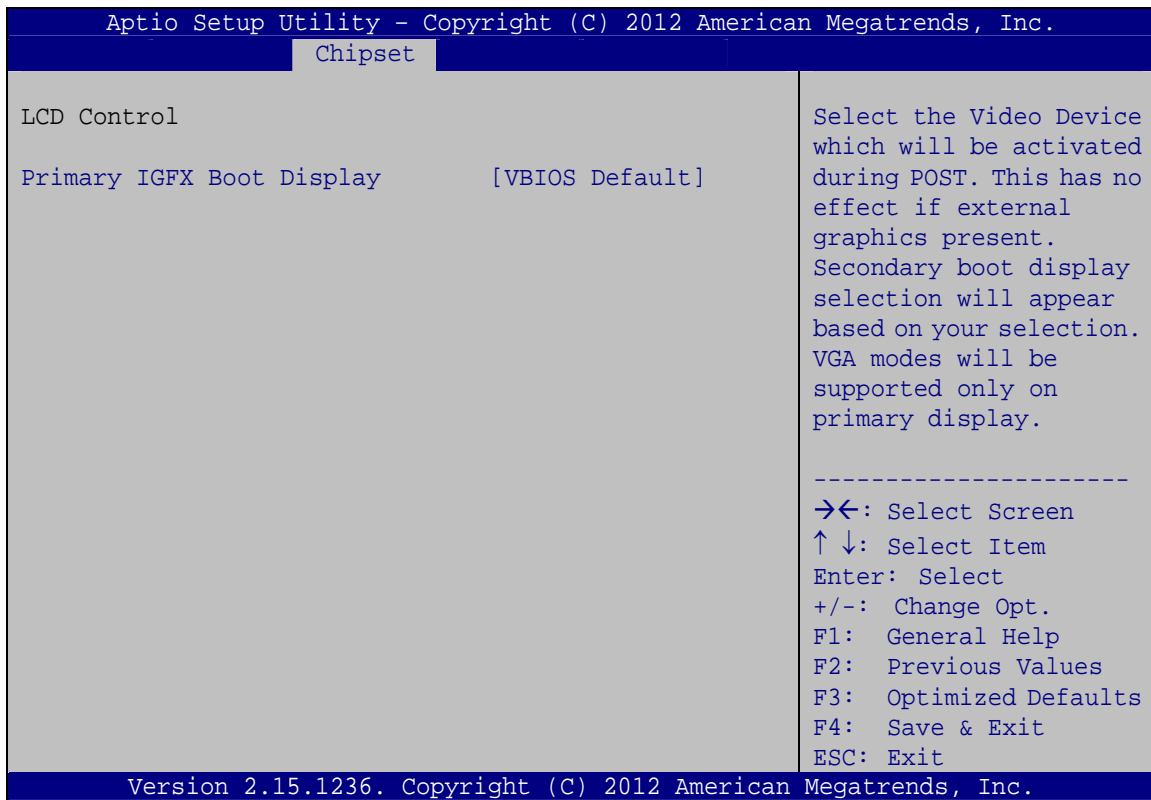 Aptio Setup Utility – Copyright (C) 2012 American Megatrends, Inc.
Chipset
LCD Control
Primary IGFX Boot Display [VBIOS Default]
Select the Video Device
which will be activated
during POST. This has no
effect if external
graphics present.
Secondary boot display
selection will appear
based on your selection.
VGA modes will be
supported only on
primary display.
----------------------
→←: Select Screen
↑ ↓: Select Item
Enter: Select
+/-: Change Opt.
F1: General Help
F2: Previous Values
F3: Optimized Defaults
F4: Save & Exit
ESC: Exit
Version 2.15.1236. Copyright (C) 2012 American Megatrends, Inc.